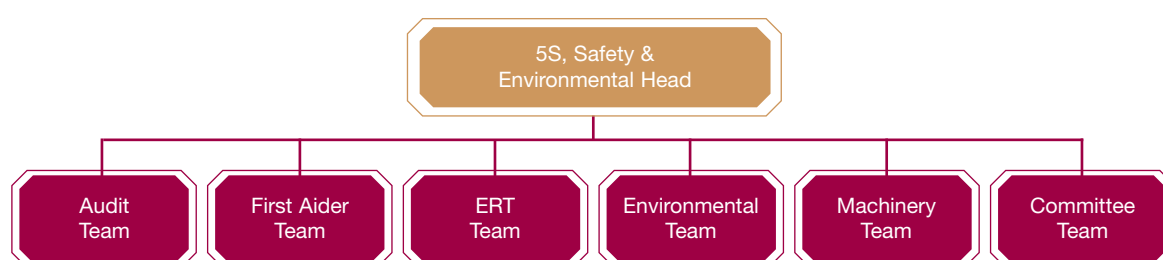 5S, Safety &
Environmental Head
Audit
Team
First Aider
Team
ERT
Team
Environmental
Team
Machinery
Team
Committee
Team